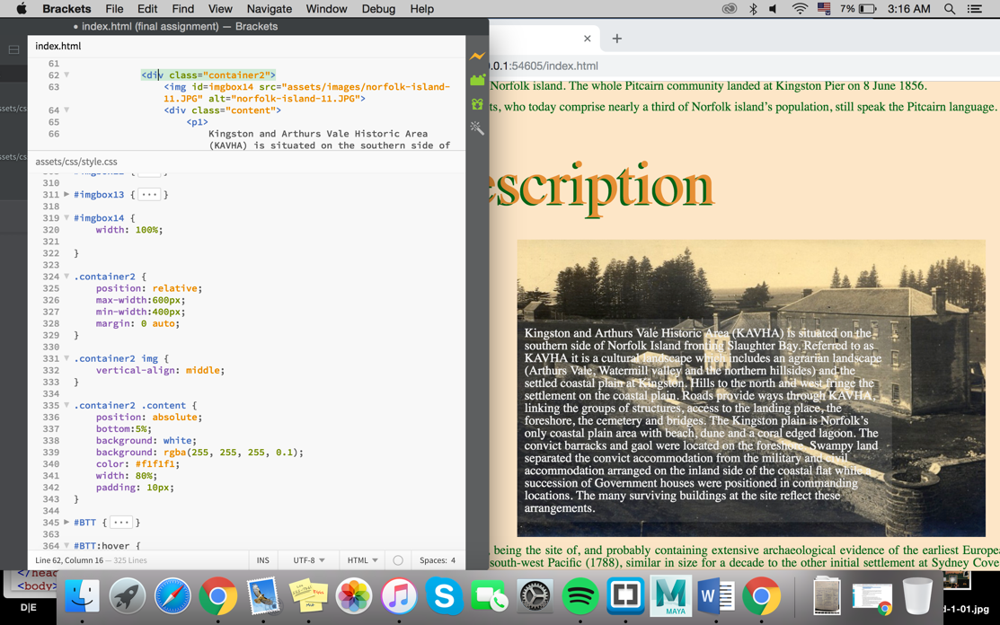 Brackets File Edit Find View Navigate Window Debug Help 7% 3:16 AM
• index.html (final assignment) — Brackets
index.html
61
62 <div class="container2">
63 <img id=imgbox14 src="assets/images/norfolk-island-
11.JPG" alt="norfolk-island-11.JPG">
64 <div class="content">
65 <p1>
66 Kingston and Arthurs Vale Historic Area
(KAVHA) is situated on the southern side of
assets/css/style.css
310
311 #imgbox13 { ... }
318
319 #imgbox14 {
320 width: 100%;
321
322 }
323
324 .container2 {
325 position: relative;
326 max-width:600px;
327 min-width:400px;
328 margin: 0 auto;
329 }
330
331 .container2 img {
332 vertical-align: middle;
333 }
334
335 .container2 .content {
336 position: absolute;
337 bottom:5%;
338 background: white;
339 background: rgba(255, 255, 255, 0.1);
340 color: #f1f1f1;
341 width: 80%;
342 padding: 10px;
343 }
344
345 #BTT { ... }
363
364 #BTT:hover {
Line 62, Column 16 — 325 Lines INS UTF-8 HTML Spaces: 4
ssets/cs
ssets/cs
</head
<body>
D|E
0.1:54605/index.html
Norfolk island. The whole Pitcairn community landed at Kingston Pier on 8 June 1856.
ts, who today comprise nearly a third of Norfolk island's population, still speak the Pitcairn language.
escription
Kingston and Arthurs Vale Historic Area (KAVHA) is situated on the
southern side of Norfolk Island fronting Slaughter Bay. Referred to as
KAVHA it is a cultural landscape which includes an agrarian landscape
(Arthurs Vale, Watermill valley and the northern hillsides) and the
settled coastal plain at Kingston. Hills to the north and west fringe the
settlement on the coastal plain. Roads provide ways through KAVHA,
linking the groups of structures, access to the landing place, the
foreshore, the cemetery and bridges. The Kingston plain is Norfolk's
only coastal plain area with beach, dune and a coral edged lagoon. The
convict barracks and gaol were located on the foreshore. Swampy land
separated the convict accommodation from the military and civil
accommodation arranged on the inland side of the coastal flat while a
succession of Government houses were positioned in commanding
locations. The many surviving buildings at the site reflect these
arrangements.
, being the site of, and probably containing extensive archaeological evidence of the earliest Europe
south-west Pacific (1788), similar in size for a decade to the other initial settlement at Sydney Cove
MAYA
d-1-01.jpg